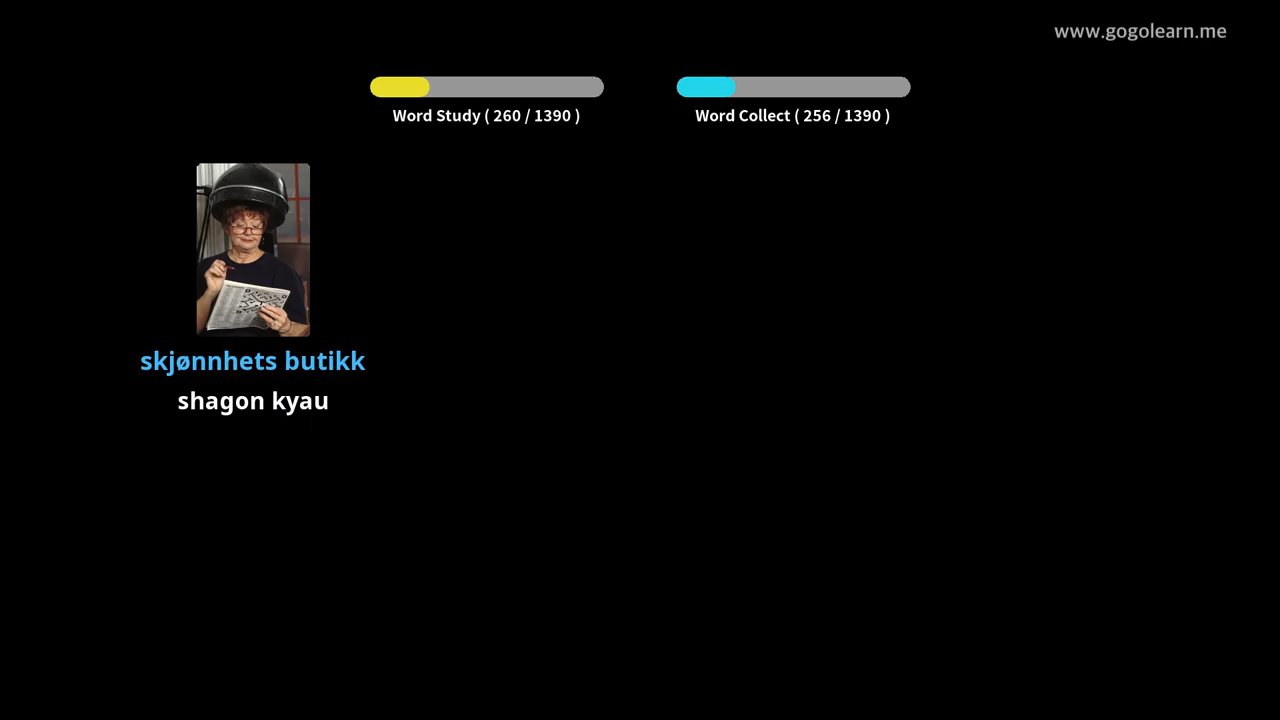 www.gogolearn.me
Word Study ( 260 / 1390 )
Word Collect ( 256 / 1390 )
skjønnhets butikk
shagon kyau